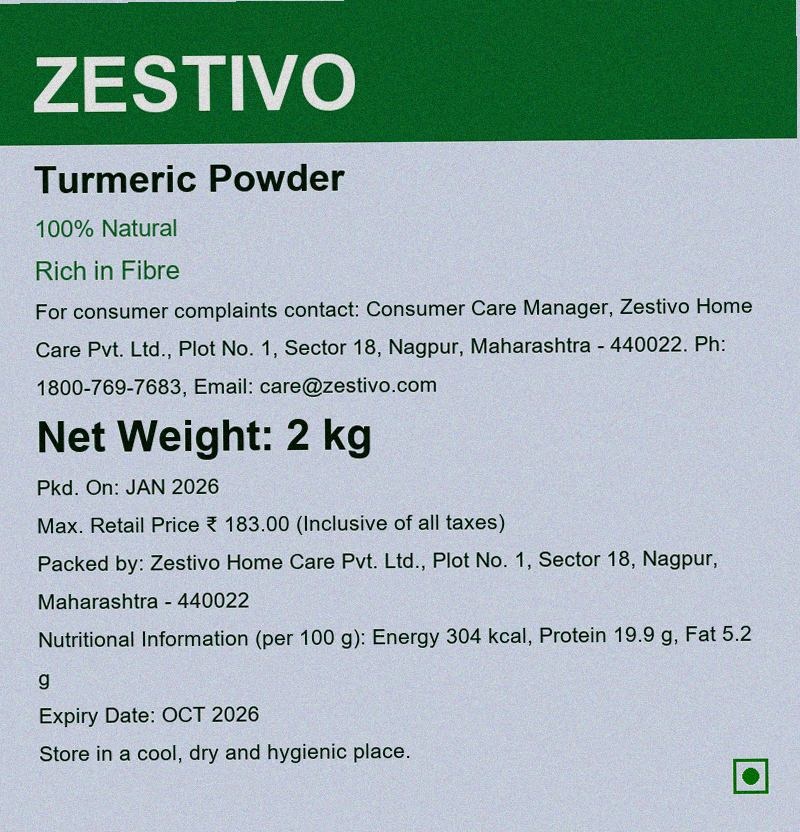 ZESTIVO
Turmeric Powder
100% Natural
Rich in Fibre
For consumer complaints contact: Consumer Care Manager, Zestivo Home
Care Pvt. Ltd., Plot No. 1, Sector 18, Nagpur, Maharashtra - 440022. Ph:
1800-769-7683, Email: care@zestivo.com
Net Weight: 2 kg
Pkd. On: JAN 2026
Max. Retail Price ₹ 183.00 (Inclusive of all taxes)
Packed by: Zestivo Home Care Pvt. Ltd., Plot No. 1, Sector 18, Nagpur,
Maharashtra - 440022
Nutritional Information (per 100 g): Energy 304 kcal, Protein 19.9 g, Fat 5.2
g
Expiry Date: OCT 2026
Store in a cool, dry and hygienic place.